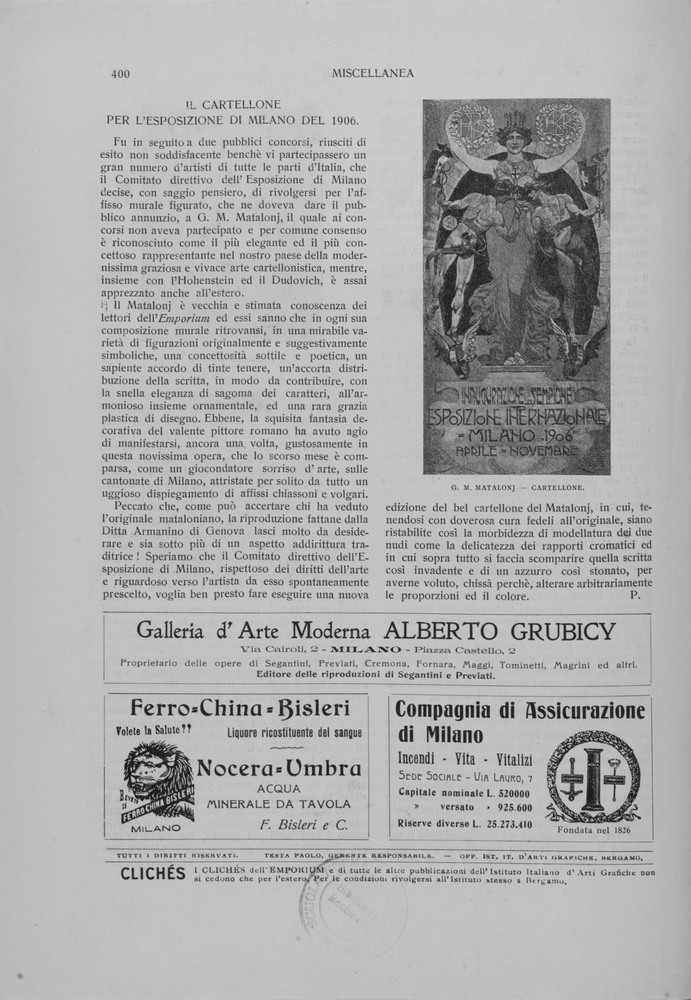 400
MISCELLANEA
IL CARTELLONE
PER L'ESPOSIZIONE DI MILANO DEL 1906.
Fu in seguito a due pubblici concorsi, riusciti di
esito non soddisfacente benchè vi partecipassero un
gran numero d'artisti di tutte le parti d'Italia, che
il Comitato direttivo dell' Esposizione di Milano
decise, con saggio pensiero, di rivolgersi per l'af-
fisso murale figurato, che ne doveva dare il pub-
blico annunzio, a G. M. Matalonj, il quale ai con-
corsi non aveva partecipato e per comune consenso
è riconosciuto come il più elegante ed il più con-
cettoso rappresentante nel nostro paese della moder-
nissima graziosa e vivace arte cartellonistica, mentre,
insieme con l'Hohenstein ed il Dudovich, è assai
apprezzato anche all'estero.
Il Matalonj è vecchia e stimata conoscenza dei
lettori dell'Emporium ed essi sanno che in ogni sua
composizione murale ritrovansi, in una mirabile va-
rietà di figurazioni originalmente e suggestivamente
simboliche, una concettosità sottile e poetica, un
sapiente accordo di tinte tenere, un'accorta distri-
buzione della scritta, in modo da contribuire, con
la snella eleganza di sagoma dei caratteri, all'ar-
monioso insieme ornamentale, ed una rara grazia
plastica di disegno. Ebbene, la squisita fantasia de-
corativa del valente pittore romano ha avuto agio
di manifestarsi, ancora una volta, gustosamente in
questa novissima opera, che lo scorso mese è com-
parsa, come un giocondatore sorriso d'arte, sulle
cantonate di Milano, attristate per solito da tutto un
uggioso dispiegamento di affissi chiassoni e volgari.
Peccato che, come può accertare chi ha veduto
l'originale mataloniano, la riproduzione fattane dalla
Ditta Armanino di Genova lasci molto da deside-
rare e sia sotto più di un aspetto addirittura tra-
ditrice ! Speriamo che il Comitato direttivo dell'E-
sposizione di Milano, rispettoso dei diritti dell'arte
e riguardoso verso l'artista da esso spontaneamente
prescelto, voglia ben presto fare eseguire una nuova
INAUGURAZIONE SEMPIONE
ESPOSIZIONE INTERNAZIONALE
- MILANO 1906 -
APRILE - NOVEMBRE
G. M. MATALONJ — CARTELLONE.
edizione del bel cartellone del Matalonj, in cui, te-
nendosi con doverosa cura fedeli all'originale, siano
ristabilite così la morbidezza di modellatura dei due
nudi come la delicatezza dei rapporti cromatici ed
in cui sopra tutto si faccia scomparire quella scritta
così invadente e di un azzurro così stonato, per
averne voluto, chissà perchè, alterare arbitrariamente
le proporzioni ed il colore. P.
Galleria d' Arte Moderna ALBERTO GRUBICY
Via Cairoli, 2 - MILANO - Piazza Castello, 2
Proprietario delle opere di Segantini, Previati, Cremona, Fornara, Maggi, Tominetti, Magrini ed altri.
Editore delle riproduzioni di Segantini e Previati.
Ferro-China-Bisleri
Volete la Salute??
Liquore ricostituente del sangue
Bevete il
FERRO CHINA BISLERI
MILANO
Nocera-Umbra
ACQUA
MINERALE DA TAVOLA
F. Bisleri e C.
Compagnia di Assicurazione
di Milano
Incendi - Vita - Vitalizi
SEDE SOCIALE - VIA LAURO, 7
Capitale nominale L. 520000
» versato » 925.600
Riserve diverse L. 25.273.410
Fondata nel 1826
TUTTI I DIRITTI RISERVATI. TESTA PAOLO, GERENTE RESPONSABILE. — OFF. IST. IT. D'ARTI GRAFICHE, BERGAMO.
CLICHÉS
I CLICHÉS dell'EMPORIUM e di tutte le altre pubblicazioni dell'Istituto Italiano d'Arti Grafiche non
si cedono che per l'estero. Per le condizioni rivolgersi all'Istituto stesso a Bergamo.